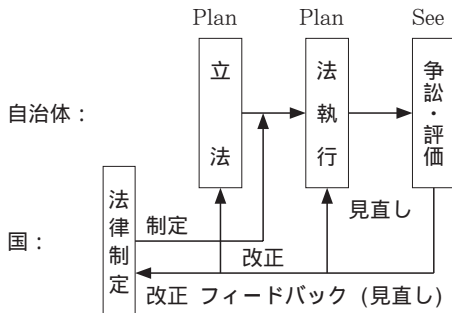 Plan Plan See
立法
法執行
争訟・評価
自治体：
見直し
法律制定
国：
制定
改正
改正 フィードバック (見直し)